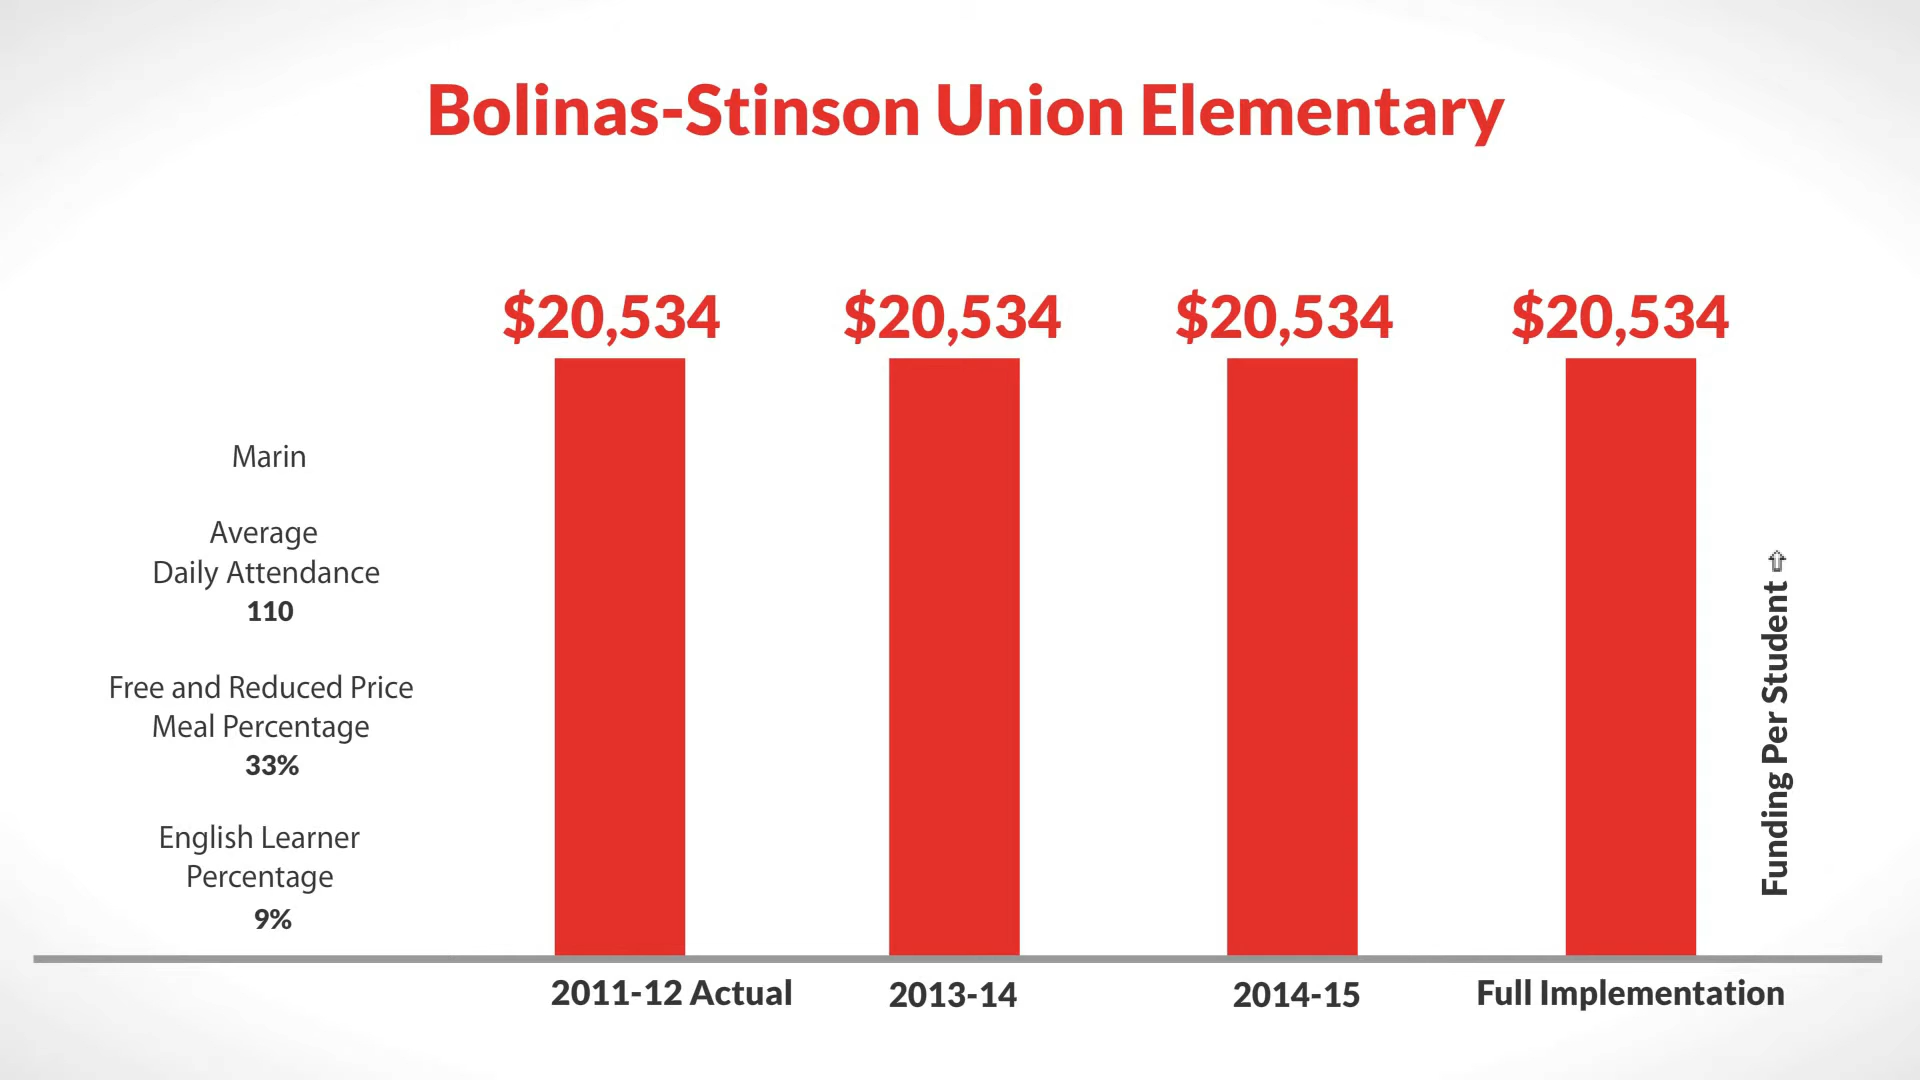 Bolinas-Stinson Union Elementary
$20,534 $20,534 $20,534 $20,534
Marin
Average
Daily Attendance
110
Free and Reduced Price
Meal Percentage
33%
English Learner
Percentage
9%
Funding Per Student ⇨
2011-12 Actual 2013-14 2014-15 Full Implementation